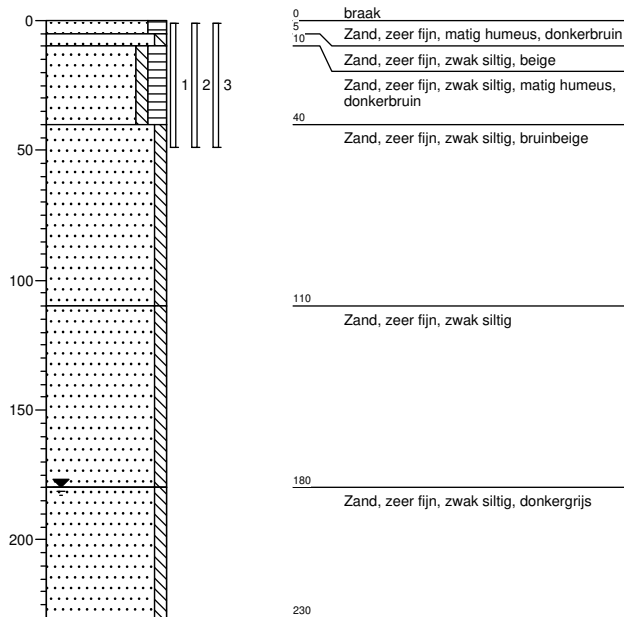 0
50
100
150
200
1 2 3
0 braak
5 Zand, zeer fijn, matig humeus, donkerbruin
10 Zand, zeer fijn, zwak siltig, beige
Zand, zeer fijn, zwak siltig, matig humeus,
donkerbruin
40
Zand, zeer fijn, zwak siltig, bruinbeige
110
Zand, zeer fijn, zwak siltig
180
Zand, zeer fijn, zwak siltig, donkergrijs
230